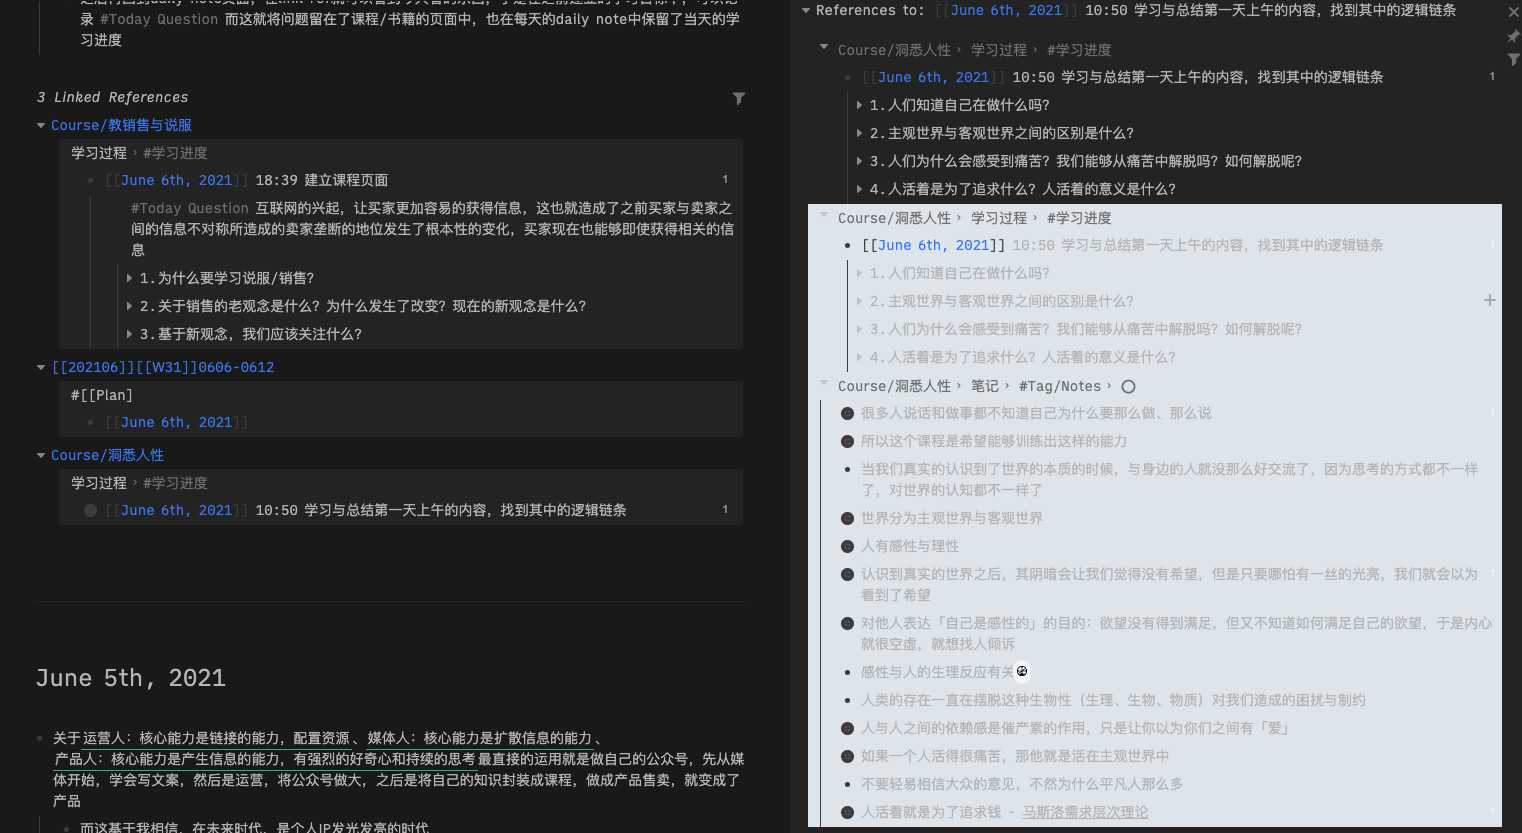 录 #Today Question 而这就将问题留在了课程/书籍的页面中，也在每天的daily note中保留了当天的学
习进度
3 Linked References
Course/教销售与说服
学习过程 › #学习进度
[[June 6th, 2021]] 18:39 建立课程页面
1
#Today Question 互联网的兴起，让买家更加容易的获得信息，这也就造成了之前买家与卖家之
间的信息不对称所造成的卖家垄断的地位发生了根本性的变化，买家现在也能够即使获得相关的信
息
1.为什么要学习说服/销售？
2.关于销售的老观念是什么？为什么发生了改变？现在的新观念是什么？
3.基于新观念，我们应该关注什么？
[[202106]][[W31]]0606-0612
#[[Plan]
[[June 6th, 2021]]
Course/洞悉人性
学习过程 › #学习进度
[[June 6th, 2021]] 10:50 学习与总结第一天上午的内容，找到其中的逻辑链条
1
June 5th, 2021
关于运营人：核心能力是链接的能力，配置资源、媒体人：核心能力是扩散信息的能力、
产品人：核心能力是产生信息的能力，有强烈的好奇心和持续的思考最直接的运用就是做自己的公众号，先从媒
体开始，学会写文案，然后是运营，将公众号做大，之后是将自己的知识封装成课程，做成产品售卖，就变成了
产品
而这基于我相信，在未来时代，是个人IP发光发亮的时代
References to: [[June 6th, 2021]] 10:50 学习与总结第一天上午的内容，找到其中的逻辑链条
Course/洞悉人性 › 学习过程 › #学习进度
[[June 6th, 2021]] 10:50 学习与总结第一天上午的内容，找到其中的逻辑链条
1
1.人们知道自己在做什么吗？
2.主观世界与客观世界之间的区别是什么？
3.人们为什么会感受到痛苦？我们能够从痛苦中解脱吗？如何解脱呢？
4.人活着是为了追求什么？人活着的意义是什么？
Course/洞悉人性 › 学习过程 › #学习进度
[[June 6th, 2021]] 10:50 学习与总结第一天上午的内容，找到其中的逻辑链条
1
1.人们知道自己在做什么吗？
2.主观世界与客观世界之间的区别是什么？
3.人们为什么会感受到痛苦？我们能够从痛苦中解脱吗？如何解脱呢？
4.人活着是为了追求什么？人活着的意义是什么？
Course/洞悉人性 › 笔记 › #Tag/Notes ›
很多人说话和做事都不知道自己为什么要那么做、那么说
1
所以这个课程是希望能够训练出这样的能力
当我们真实的认识到了世界的本质的时候，与身边的人就没那么好交流了，因为思考的方式都不一样
了，对世界的认知都不一样了
世界分为主观世界与客观世界
人有感性与理性
认识到真实的世界之后，其阴暗会让我们觉得没有希望，但是只要哪怕有一丝的光亮，我们就会以为
1
看到了希望
对他人表达「自己是感性的」的目的：欲望没有得到满足，但又不知道如何满足自己的欲望，于是内心
就很空虚，就想找人倾诉
感性与人的生理反应有关
人类的存在一直在摆脱这种生物性（生理、生物、物质）对我们造成的困扰与制约
人与人之间的依赖感是催产素的作用，只是让你以为你们之间有「爱」
如果一个人活得很痛苦，那他就是活在主观世界中
不要轻易相信大众的意见，不然为什么平凡人那么多
人活着就是为了追求钱 - 马斯洛需求层次理论
1